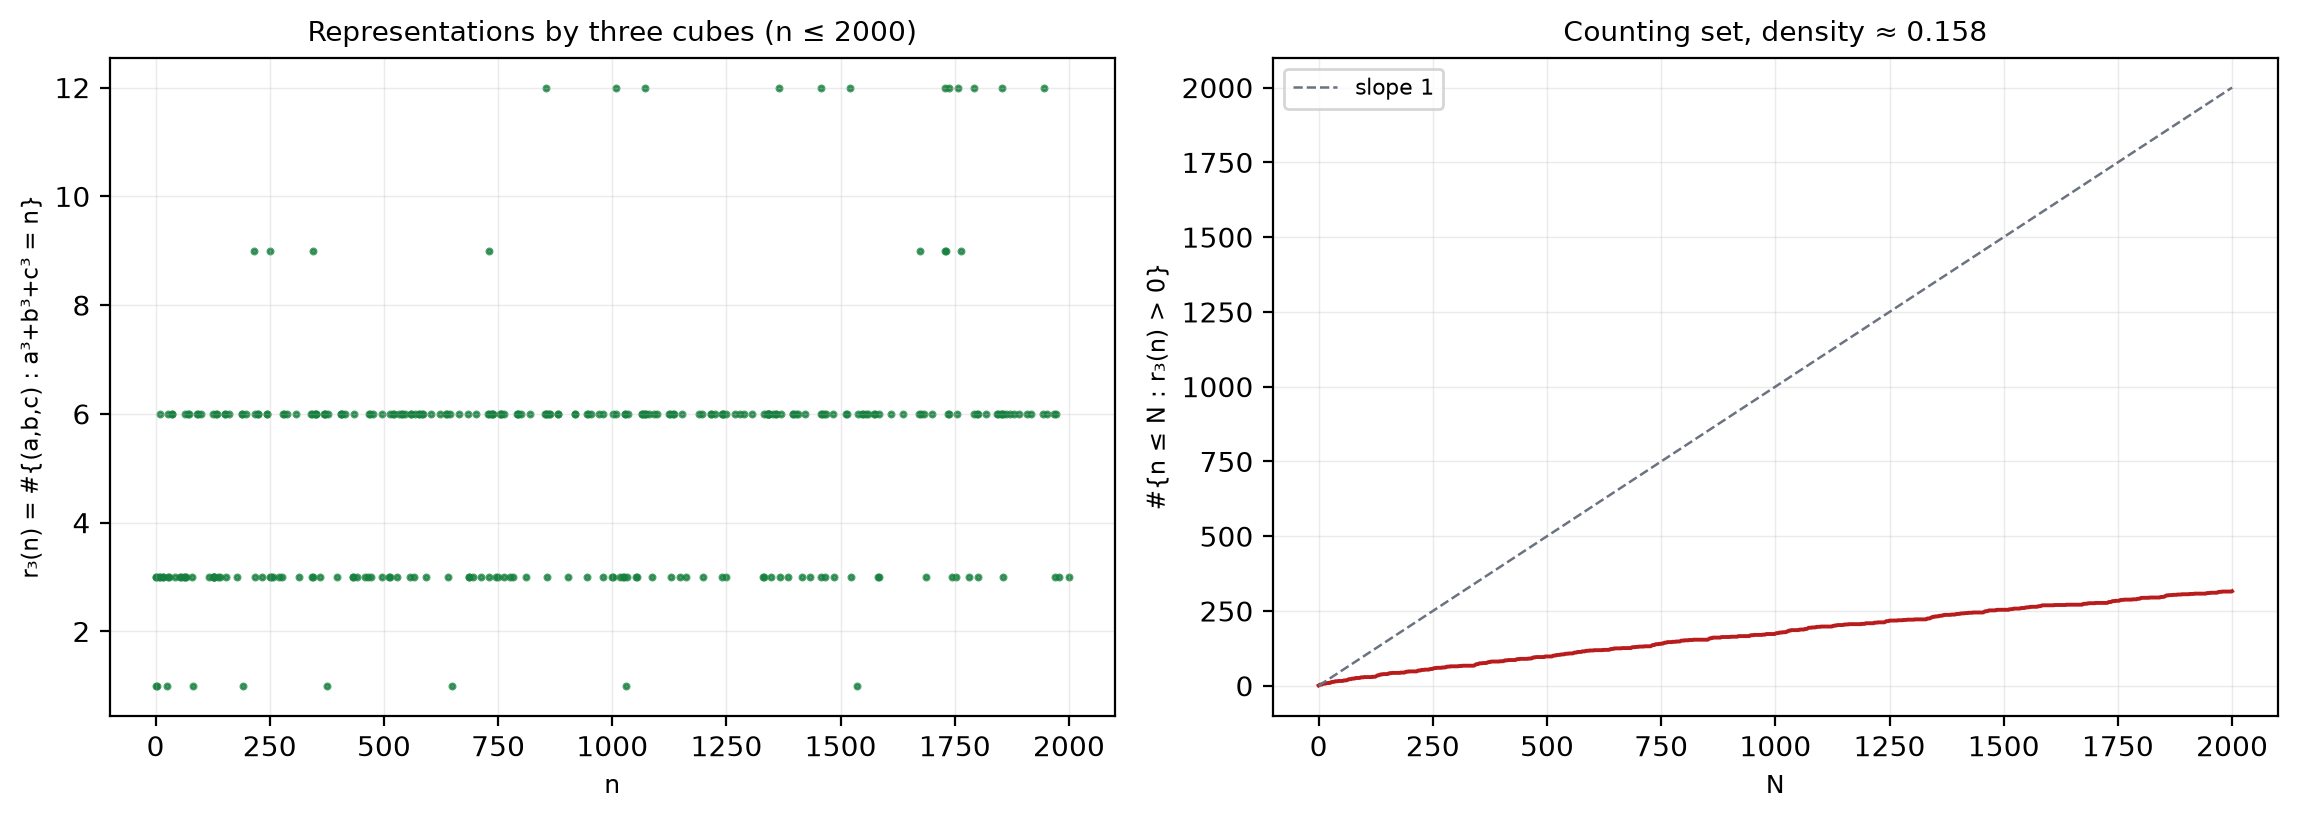 Representations by three cubes (n ≤ 2000)
r₃(n) = #{(a,b,c) : a³+b³+c³ = n}
12
10
8
6
4
2
0 250 500 750 1000 1250 1500 1750 2000
n
Counting set, density ≈ 0.158
slope 1
#{n ≤ N : r₃(n) > 0}
2000
1750
1500
1250
1000
750
500
250
0
0 250 500 750 1000 1250 1500 1750 2000
N